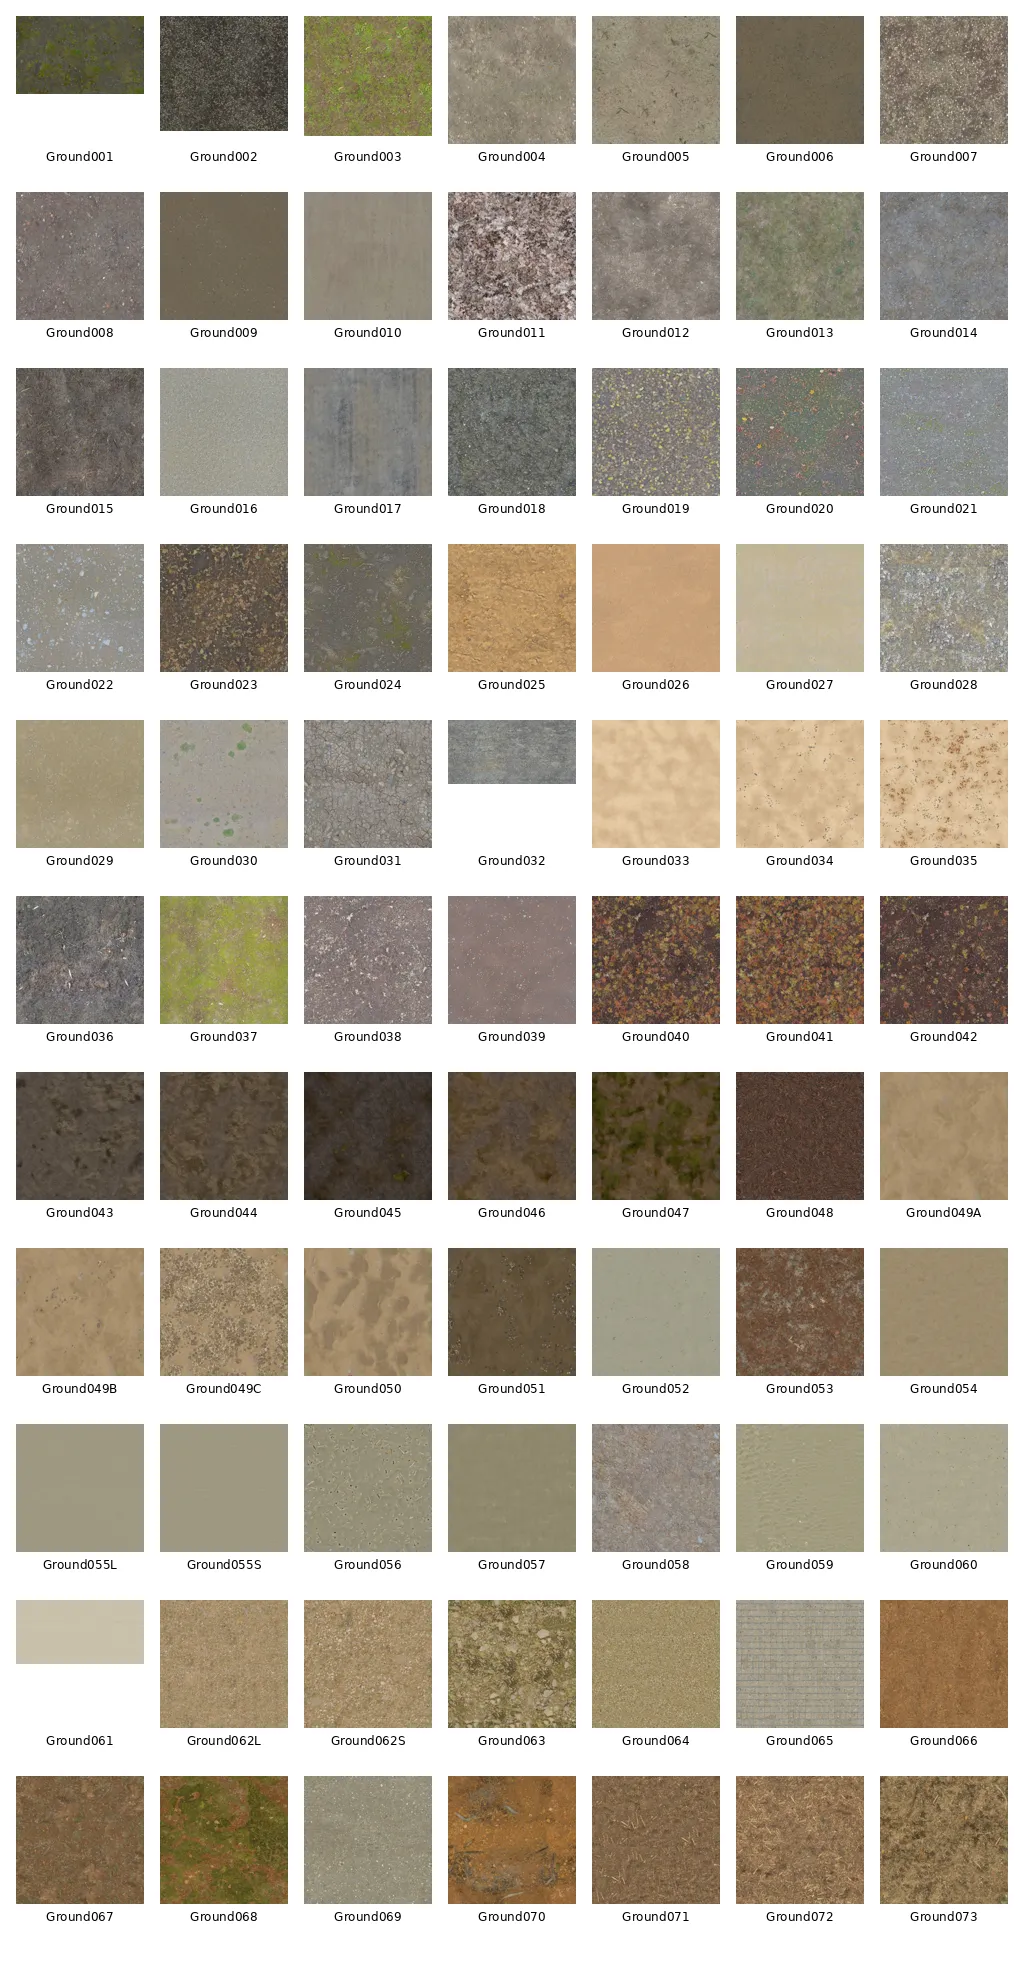 Ground001 Ground002 Ground003 Ground004 Ground005 Ground006 Ground007
Ground008 Ground009 Ground010 Ground011 Ground012 Ground013 Ground014
Ground015 Ground016 Ground017 Ground018 Ground019 Ground020 Ground021
Ground022 Ground023 Ground024 Ground025 Ground026 Ground027 Ground028
Ground029 Ground030 Ground031 Ground032 Ground033 Ground034 Ground035
Ground036 Ground037 Ground038 Ground039 Ground040 Ground041 Ground042
Ground043 Ground044 Ground045 Ground046 Ground047 Ground048 Ground049A
Ground049B Ground049C Ground050 Ground051 Ground052 Ground053 Ground054
Ground055L Ground055S Ground056 Ground057 Ground058 Ground059 Ground060
Ground061 Ground062L Ground062S Ground063 Ground064 Ground065 Ground066
Ground067 Ground068 Ground069 Ground070 Ground071 Ground072 Ground073